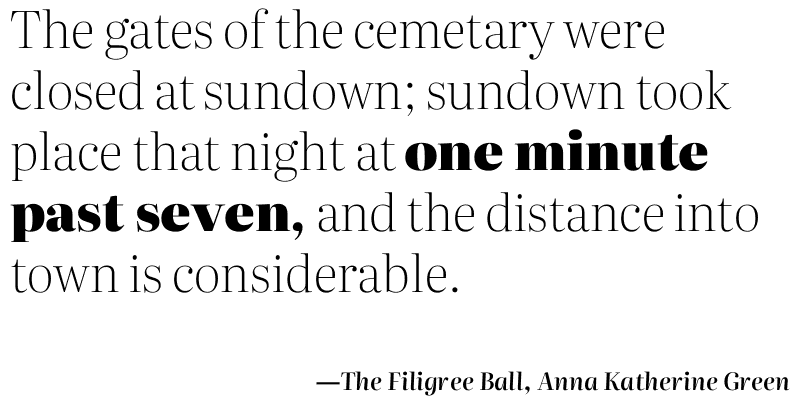 The gates of the cemetary were
closed at sundown; sundown took
place that night at one minute
past seven, and the distance into
town is considerable.
—The Filigree Ball, Anna Katherine Green